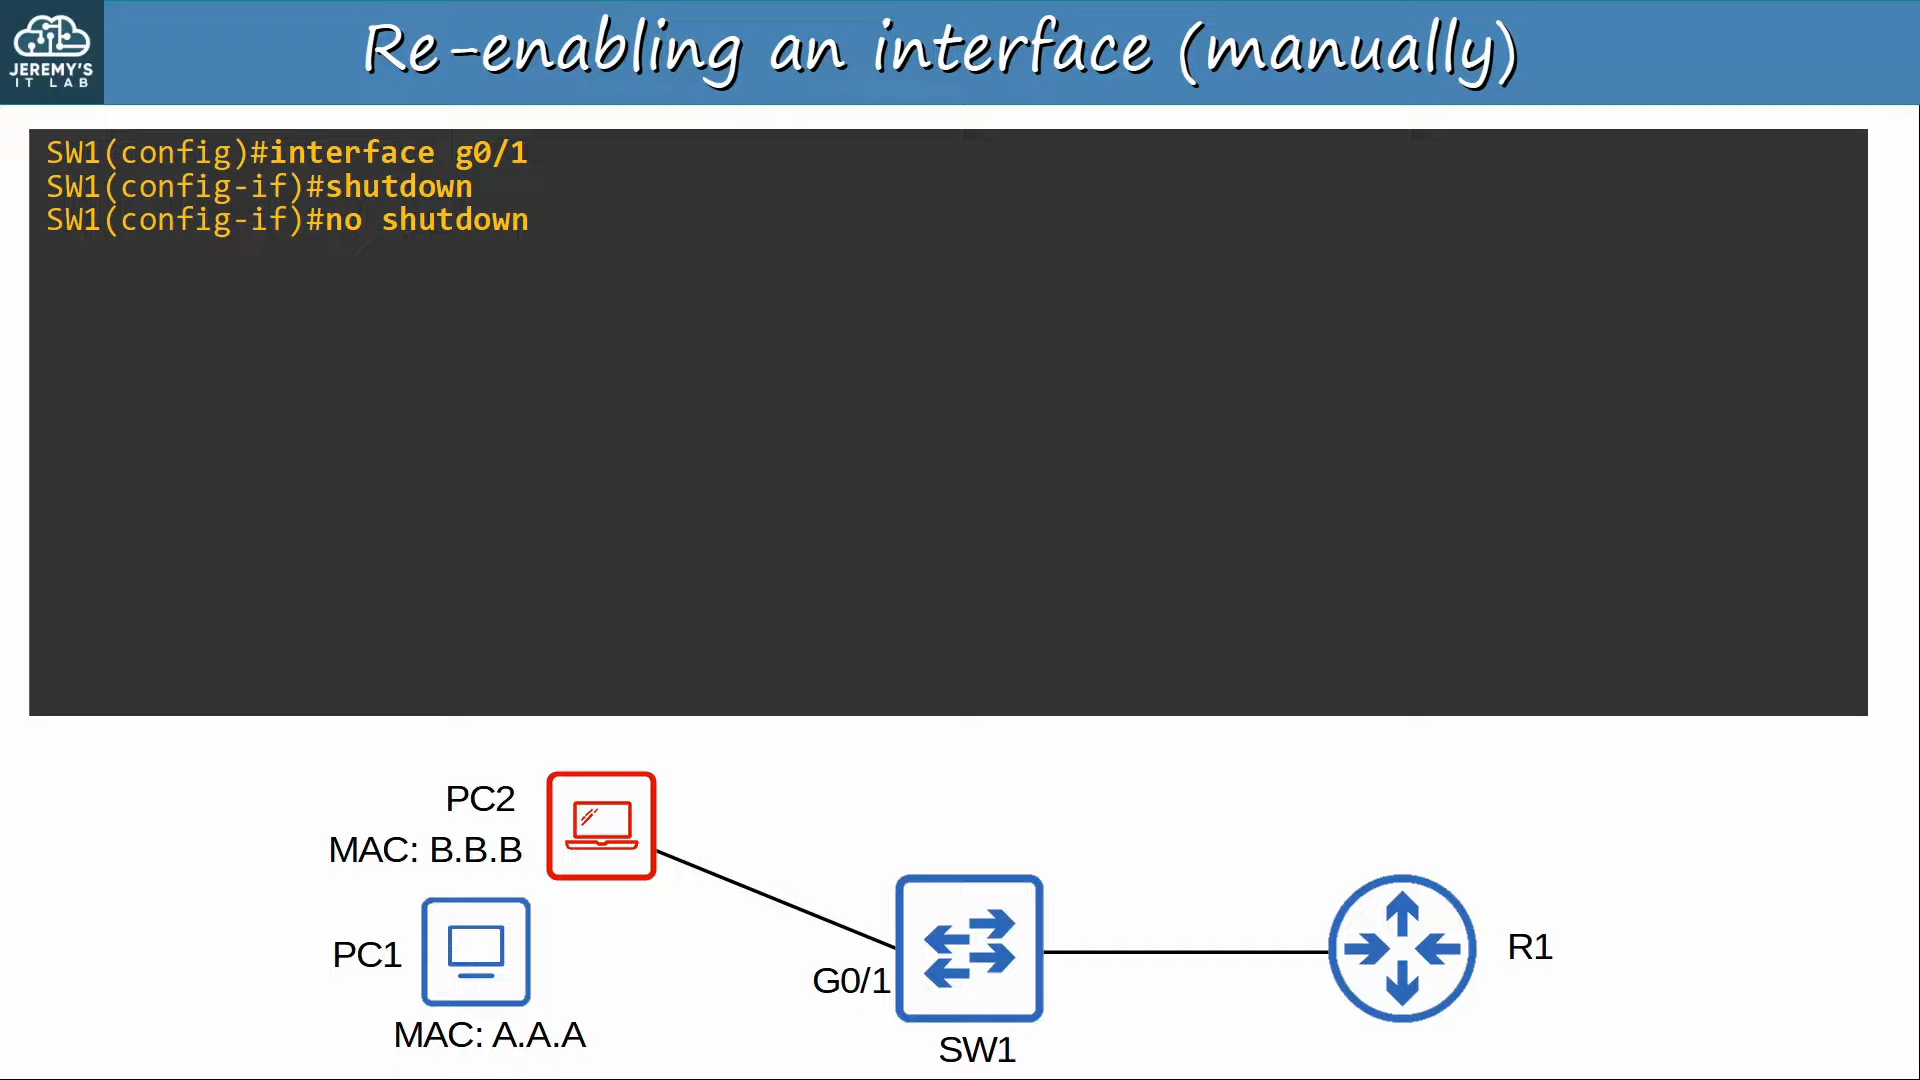 JEREMY'S
IT LAB
Re-enabling an interface (manually)
SW1(config)#interface g0/1
SW1(config-if)#shutdown
SW1(config-if)#no shutdown
PC2
MAC: B.B.B
PC1
MAC: A.A.A
G0/1
SW1
R1